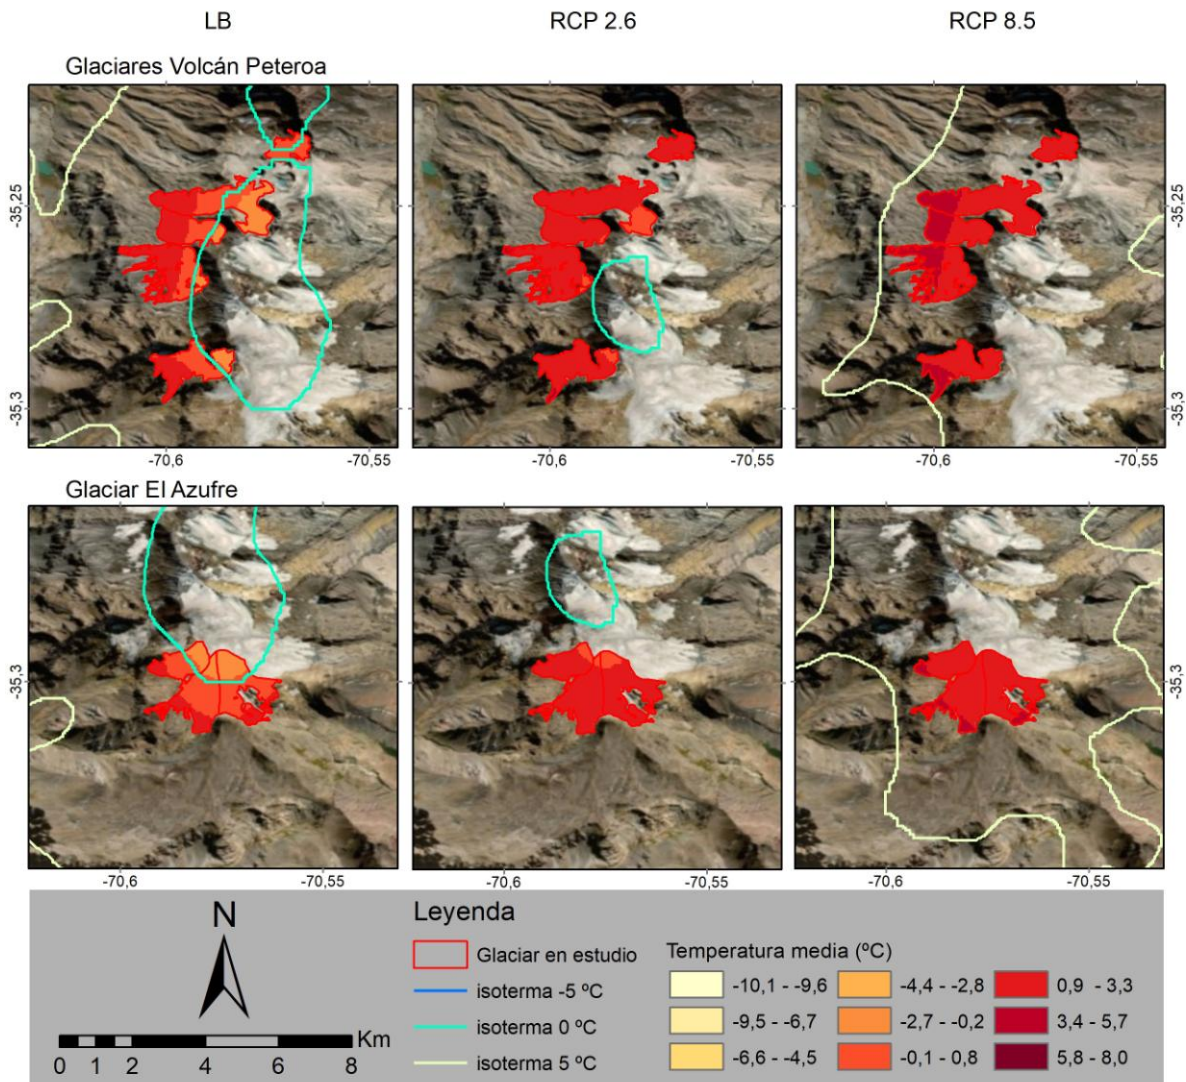 LB RCP 2.6 RCP 8.5
Glaciares Volcán Peteroa
-35,25 -35,25
-35,3 -35,3
-70,6 -70,55 -70,6 -70,55 -70,6 -70,55
Glaciar El Azufre
-35,3 -35,3
-70,6 -70,55 -70,6 -70,55 -70,6 -70,55
N
0 1 2 4 6 8 Km
Leyenda
Glaciar en estudio
isoterma -5 ºC
isoterma 0 ºC
isoterma 5 ºC
Temperatura media (ºC)
-10,1 - -9,6
-9,5 - -6,7
-6,6 - -4,5
-4,4 - -2,8
-2,7 - -0,2
-0,1 - 0,8
0,9 - 3,3
3,4 - 5,7
5,8 - 8,0